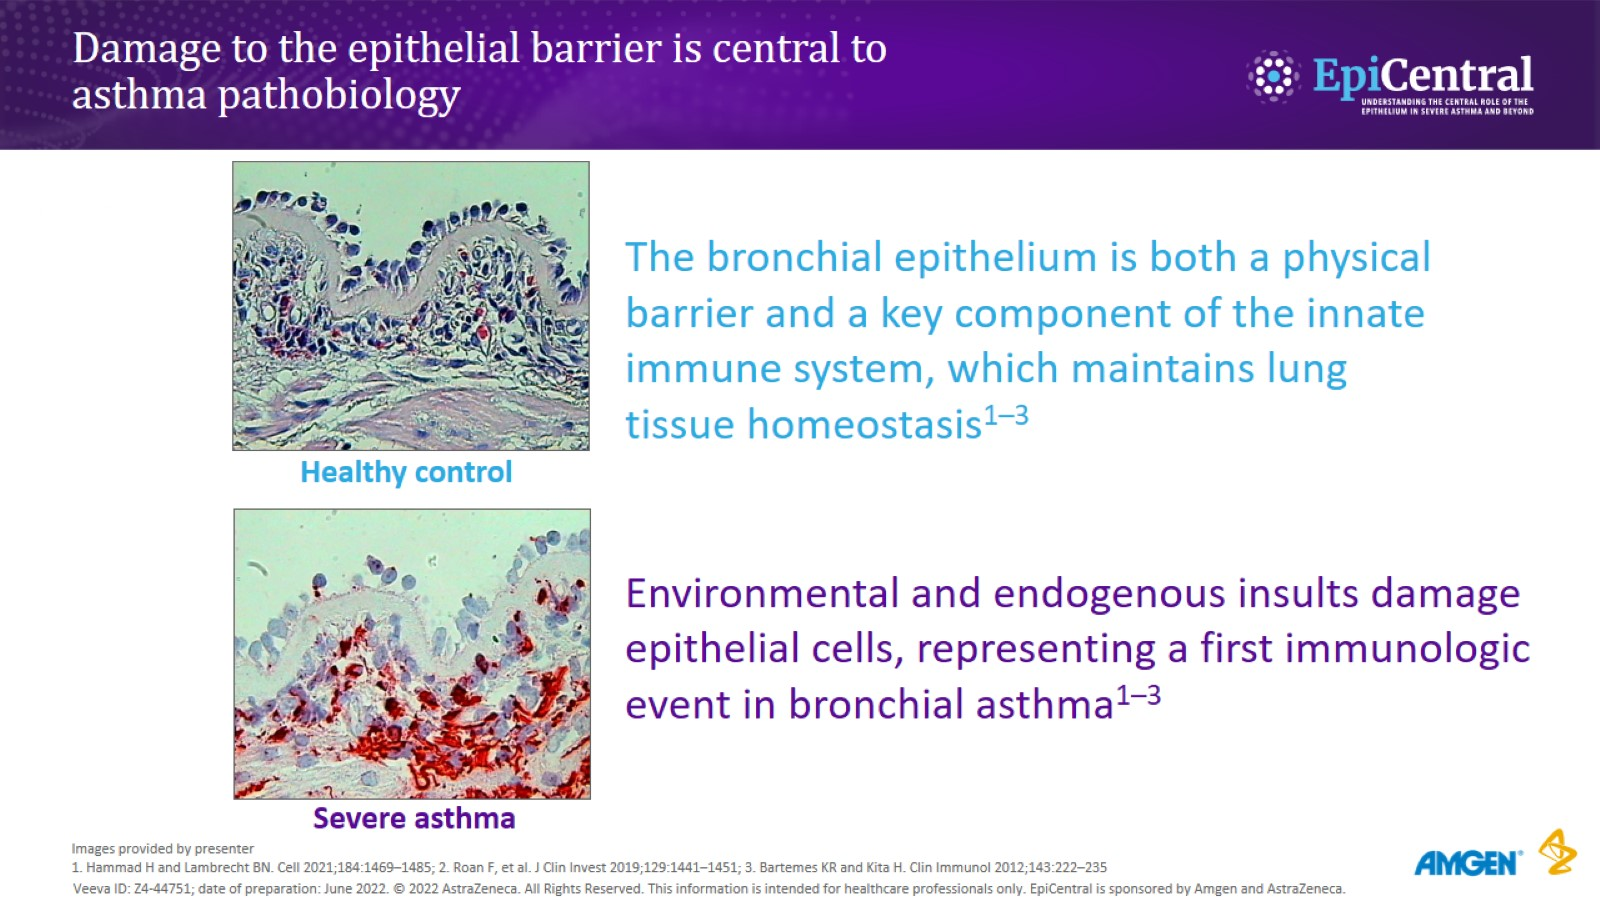 Damage to the epithelial barrier is central to
asthma pathobiology
EpiCentral
UNDERSTANDING THE CENTRAL ROLE OF THE
EPITHELIUM IN SEVERE ASTHMA AND BEYOND
The bronchial epithelium is both a physical
barrier and a key component of the innate
immune system, which maintains lung
tissue homeostasis1–3
Healthy control
Environmental and endogenous insults damage
epithelial cells, representing a first immunologic
event in bronchial asthma1–3
Severe asthma
Images provided by presenter
1. Hammad H and Lambrecht BN. Cell 2021;184:1469–1485; 2. Roan F, et al. J Clin Invest 2019;129:1441–1451; 3. Bartemes KR and Kita H. Clin Immunol 2012;143:222–235
Veeva ID: Z4-44751; date of preparation: June 2022. © 2022 AstraZeneca. All Rights Reserved. This information is intended for healthcare professionals only. EpiCentral is sponsored by Amgen and AstraZeneca.
AMGEN®